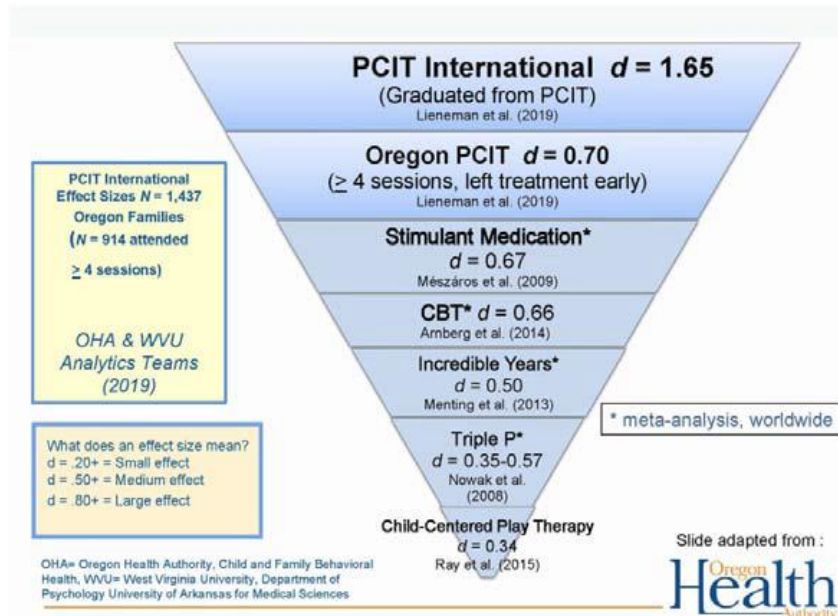 PCIT International d = 1.65
(Graduated from PCIT)
Lieneman et al. (2019)
Oregon PCIT d = 0.70
(≥ 4 sessions, left treatment early)
Lieneman et al. (2019)
Stimulant Medication*
d = 0.67
Mészáros et al. (2009)
CBT* d = 0.66
Arnberg et al. (2014)
Incredible Years*
d = 0.50
Menting et al. (2013)
Triple P*
d = 0.35-0.57
Nowak et al.
(2008)
Child-Centered Play Therapy
d = 0.34
Ray et al. (2015)
PCIT International
Effect Sizes N = 1,437
Oregon Families
(N = 914 attended
≥ 4 sessions)
OHA & WVU
Analytics Teams
(2019)
What does an effect size mean?
d = .20+ = Small effect
d = .50+ = Medium effect
d = .80+ = Large effect
* meta-analysis, worldwide
OHA= Oregon Health Authority, Child and Family Behavioral
Health, WVU= West Virginia University, Department of
Psychology University of Arkansas for Medical Sciences
Slide adapted from :
Oregon
Health
Authority